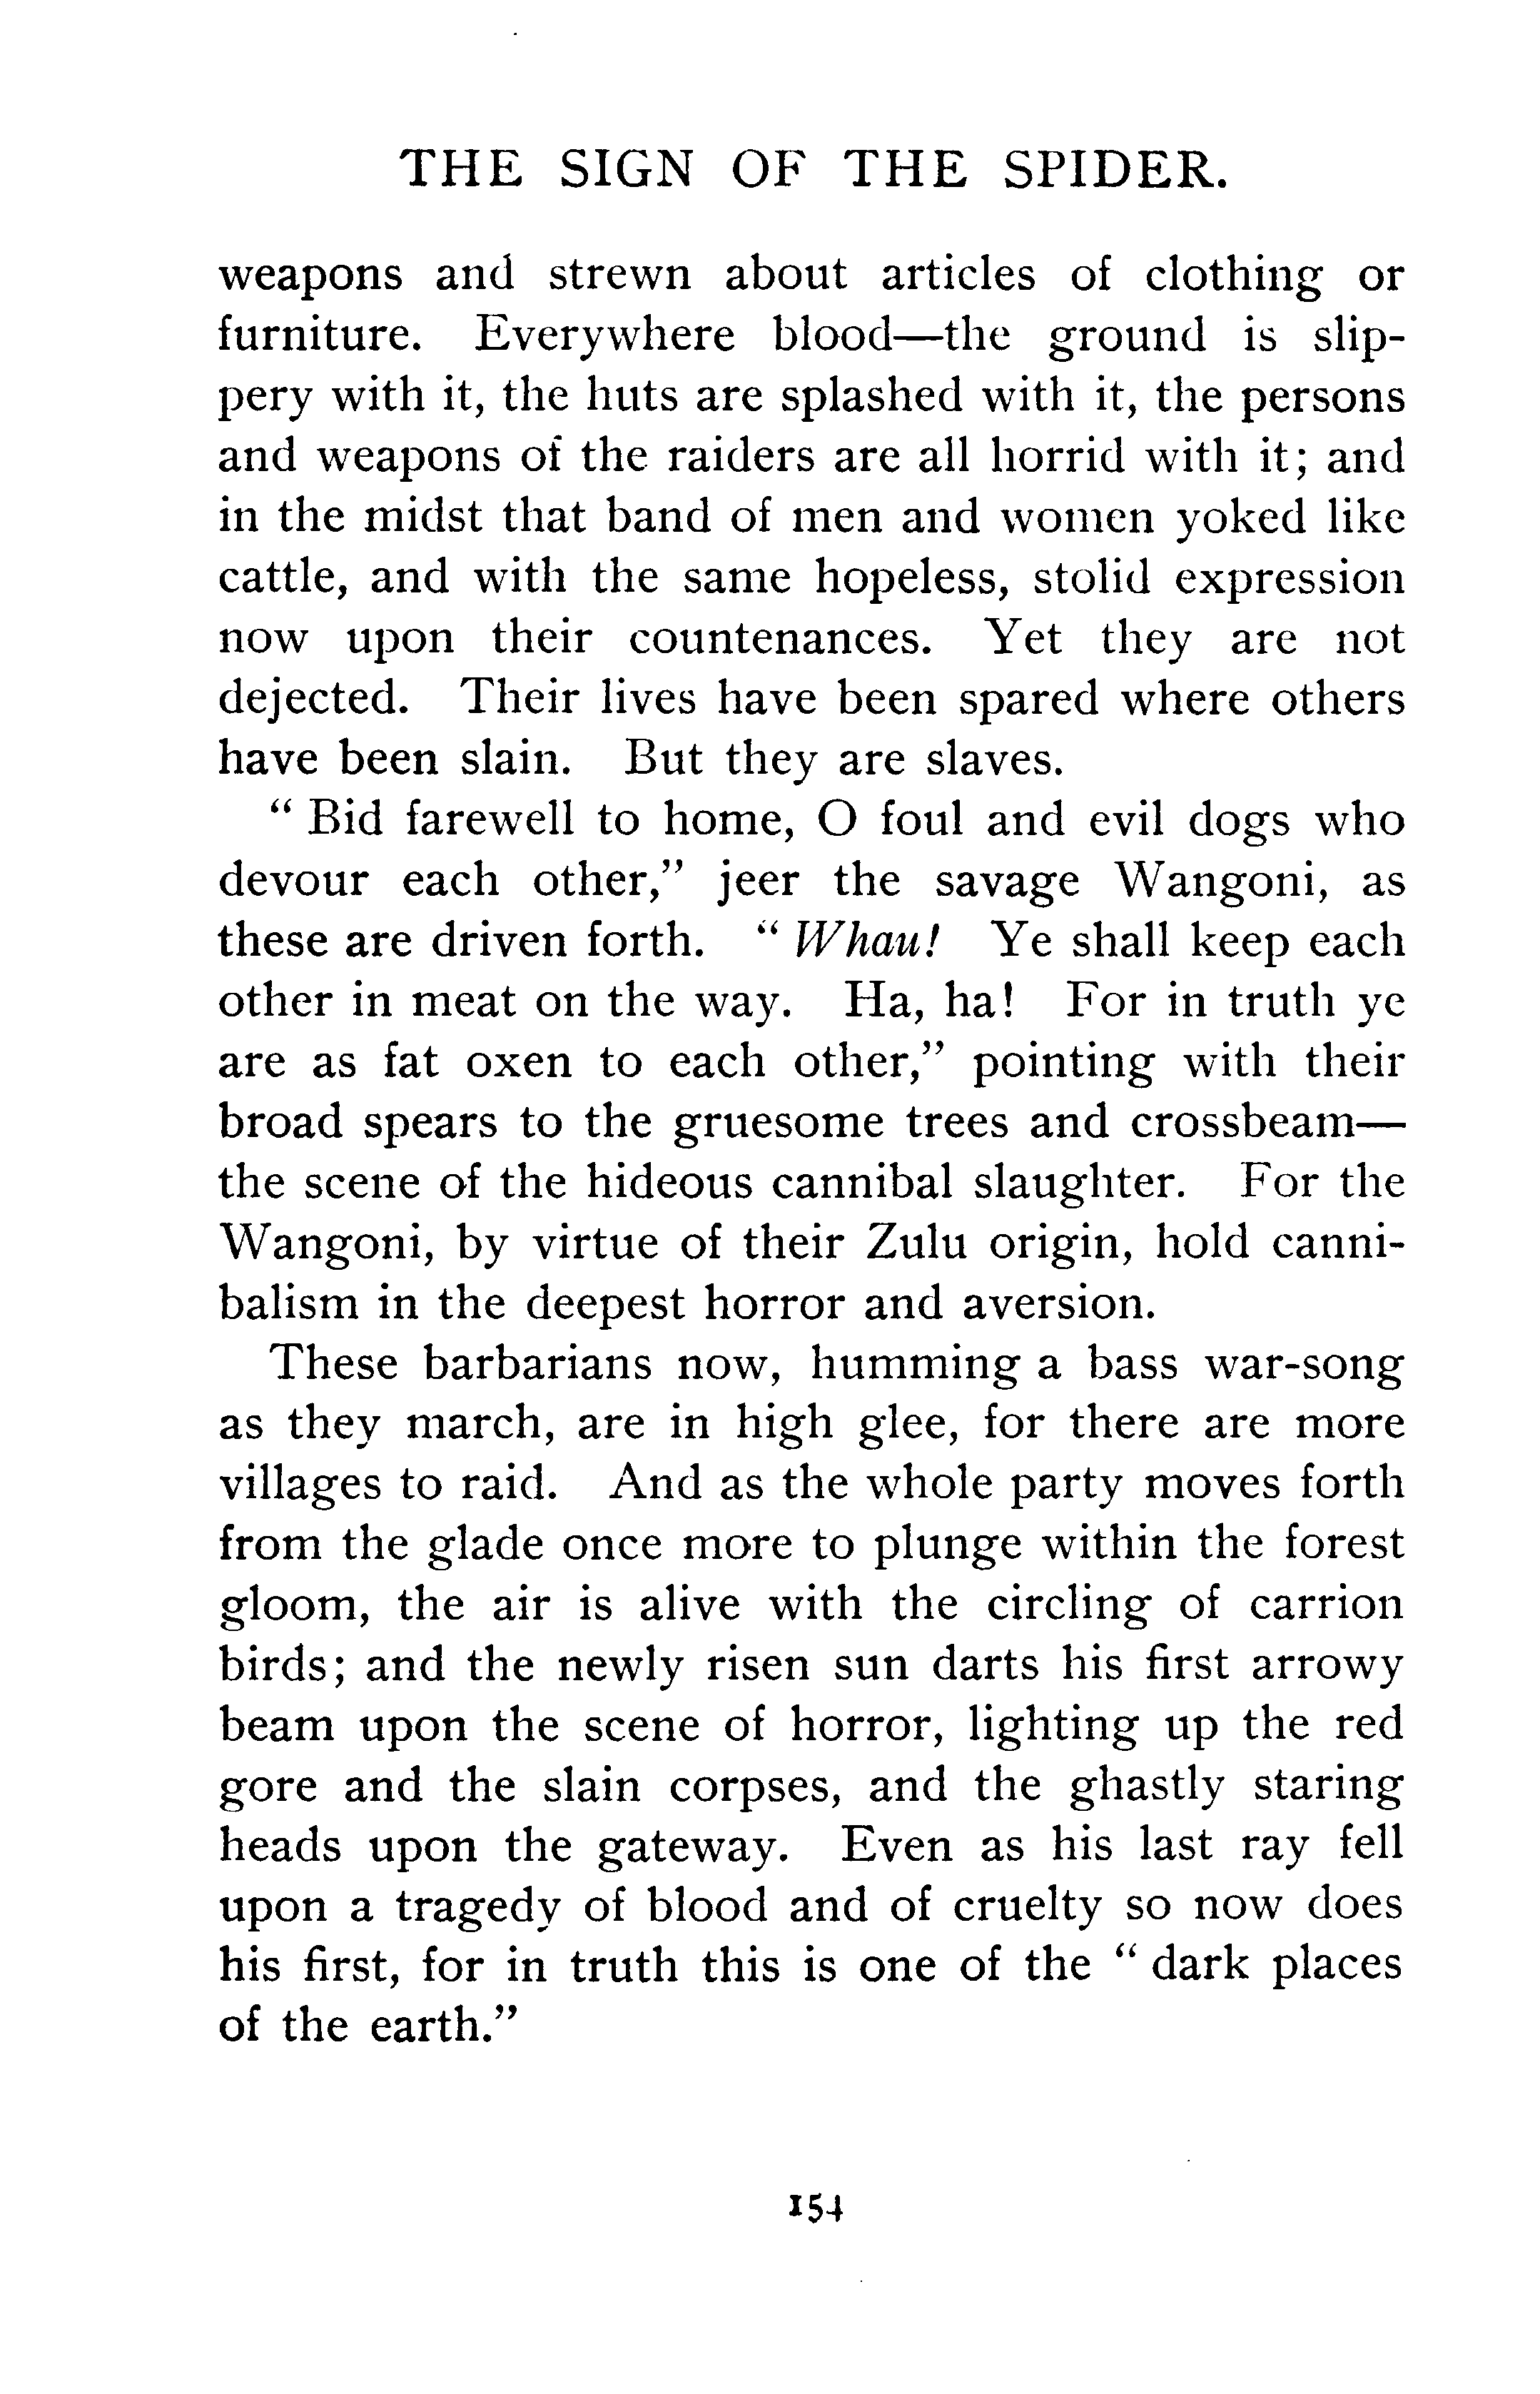 THE SIGN OF THE SPIDER.
weapons and strewn about articles of clothing or
furniture. Everywhere blood—the ground is slip-
pery with it, the huts are splashed with it, the persons
and weapons of the raiders are all horrid with it; and
in the midst that band of men and women yoked like
cattle, and with the same hopeless, stolid expression
now upon their countenances. Yet they are not
dejected. Their lives have been spared where others
have been slain. But they are slaves.
“ Bid farewell to home, O foul and evil dogs who
devour each other,” jeer the savage Wangoni, as
these are driven forth. “ Whau! Ye shall keep each
other in meat on the way. Ha, ha! For in truth ye
are as fat oxen to each other,” pointing with their
broad spears to the gruesome trees and crossbeam—
the scene of the hideous cannibal slaughter. For the
Wangoni, by virtue of their Zulu origin, hold canni-
balism in the deepest horror and aversion.
These barbarians now, humming a bass war-song
as they march, are in high glee, for there are more
villages to raid. And as the whole party moves forth
from the glade once more to plunge within the forest
gloom, the air is alive with the circling of carrion
birds; and the newly risen sun darts his first arrowy
beam upon the scene of horror, lighting up the red
gore and the slain corpses, and the ghastly staring
heads upon the gateway. Even as his last ray fell
upon a tragedy of blood and of cruelty so now does
his first, for in truth this is one of the “ dark places
of the earth.”
154